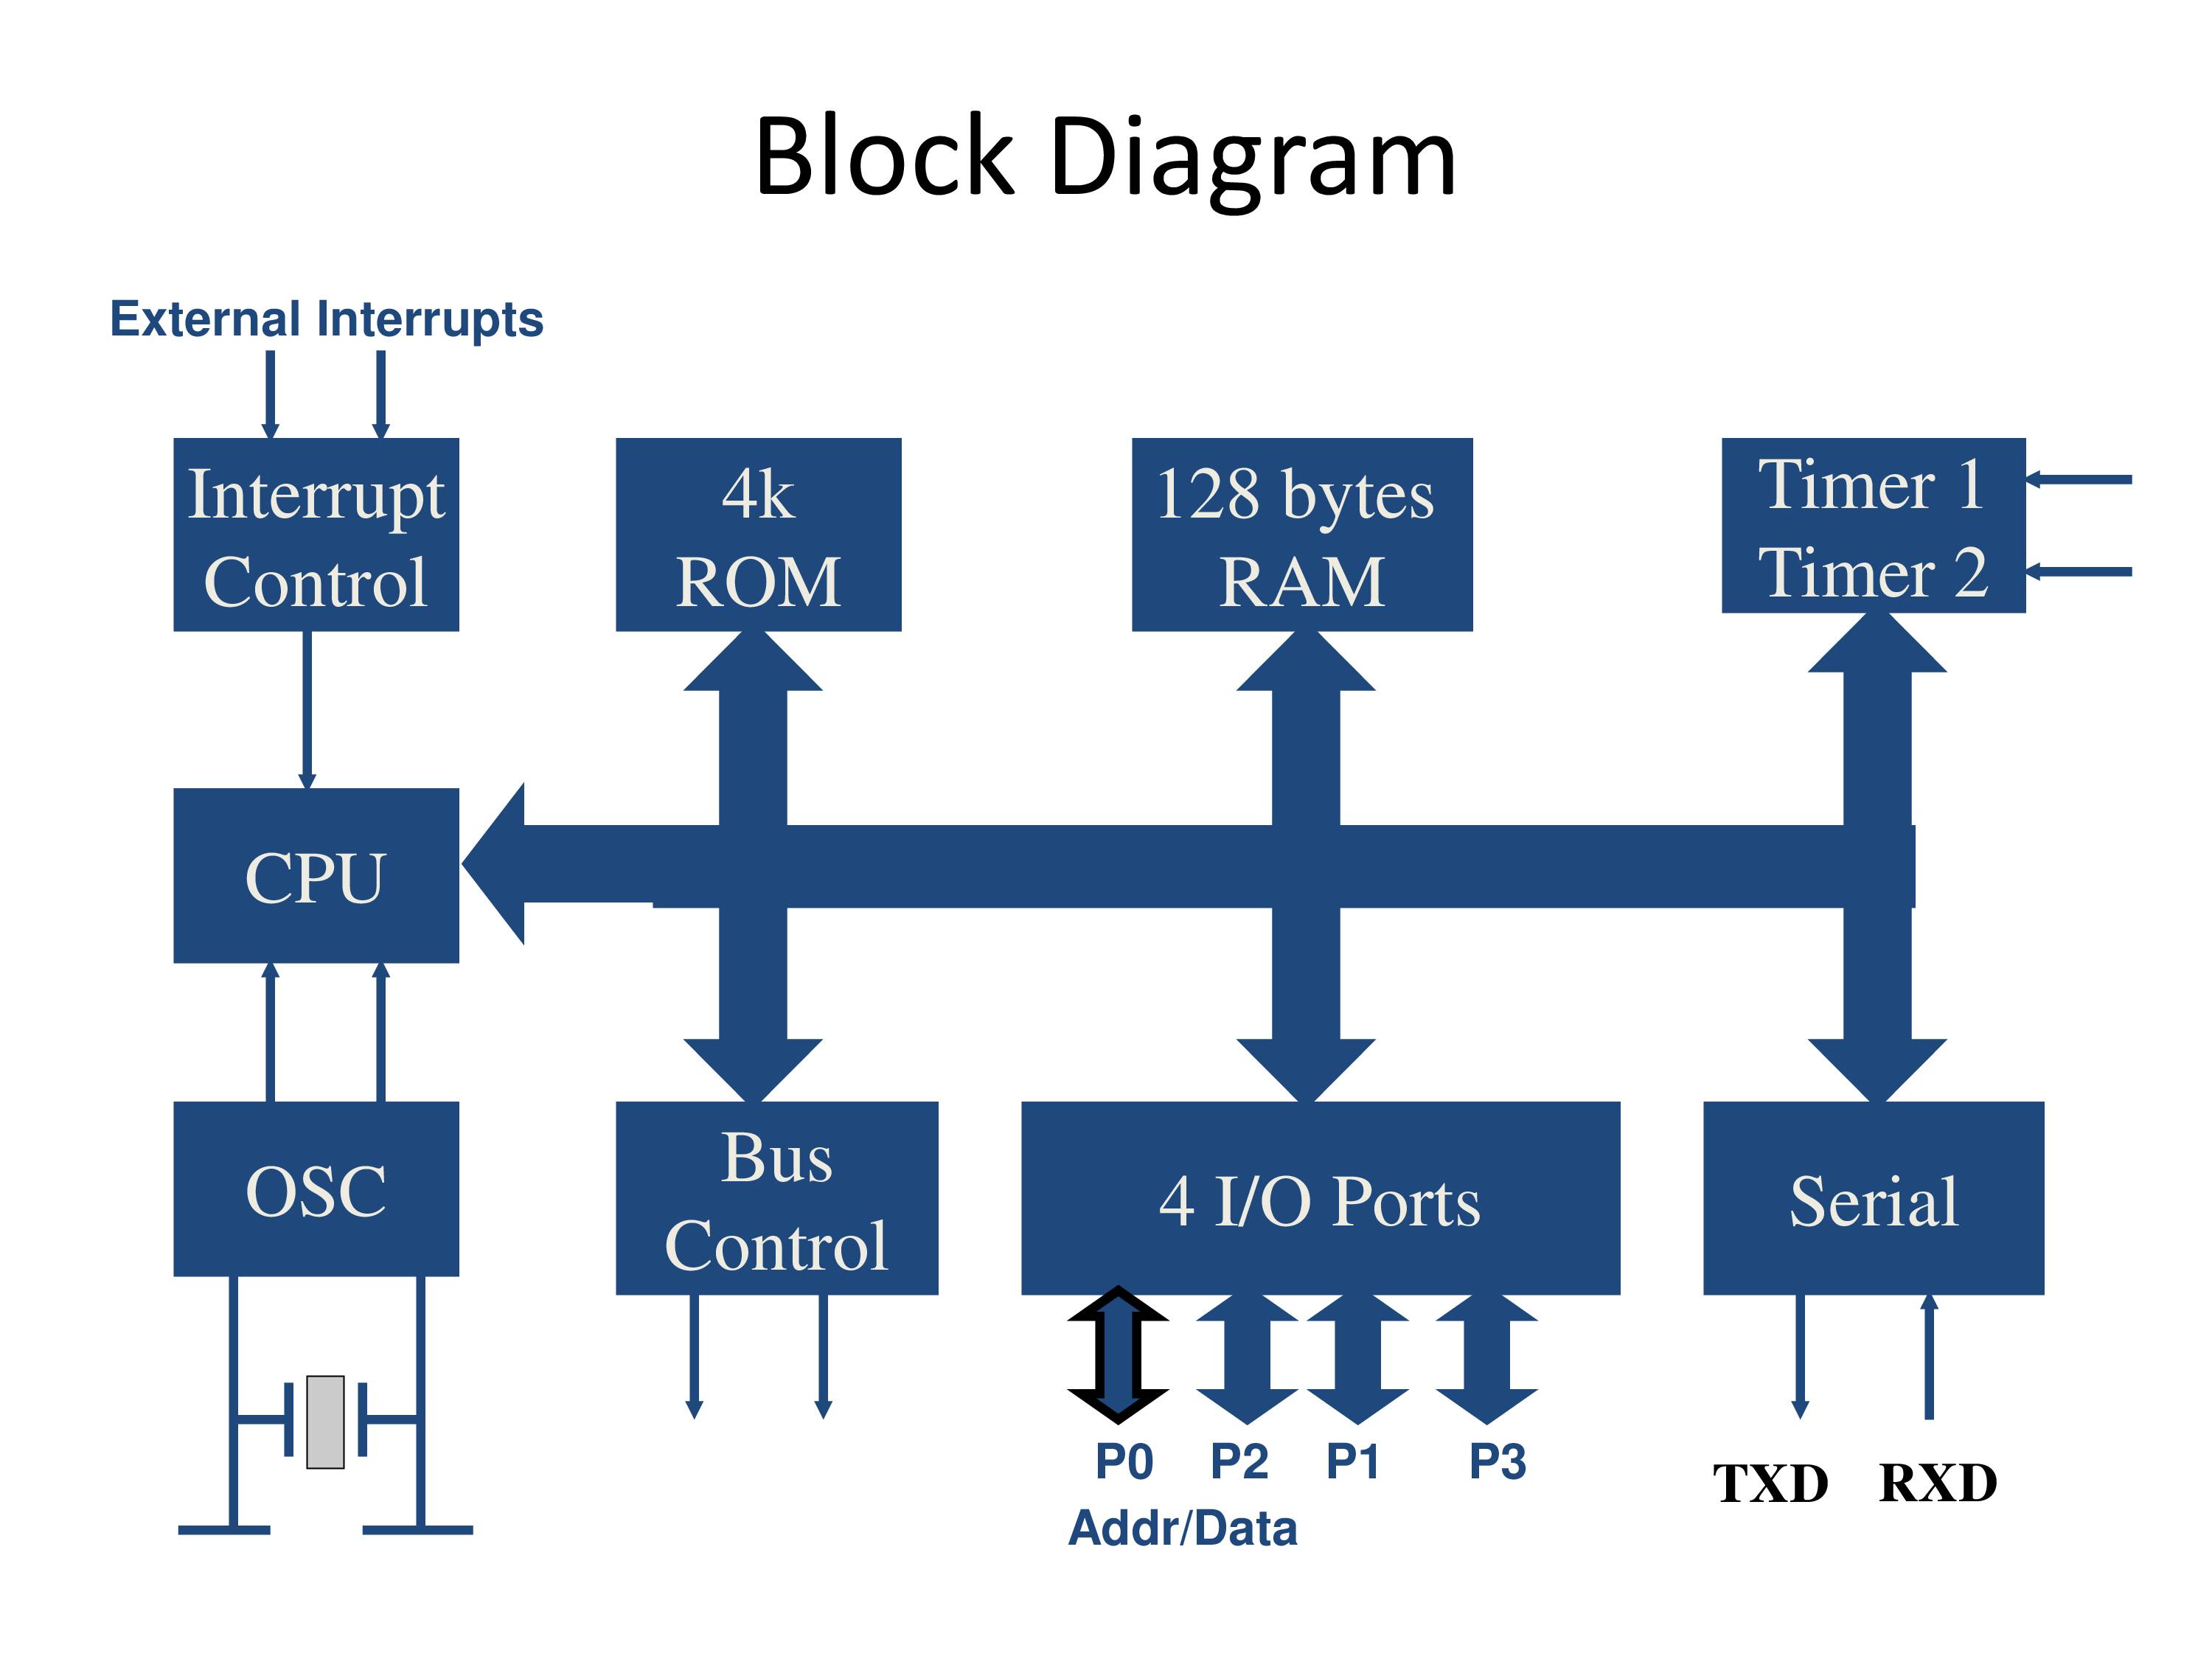 Block Diagram
External Interrupts
Interrupt
Control
4k
ROM
128 bytes
RAM
Timer 1
Timer 2
CPU
OSC
Bus
Control
4 I/O Ports
Serial
P0 P2 P1 P3
Addr/Data
TXD RXD